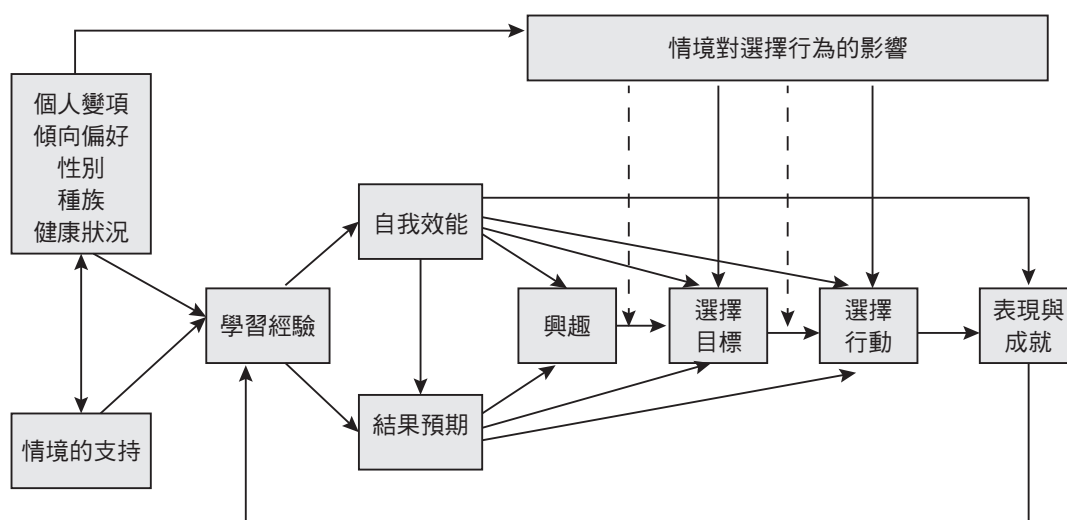 情境對選擇行為的影響
個人變項
傾向偏好
性別
種族
健康狀況
自我效能
學習經驗
興趣
選擇
目標
選擇
行動
表現與
成就
結果預期
情境的支持